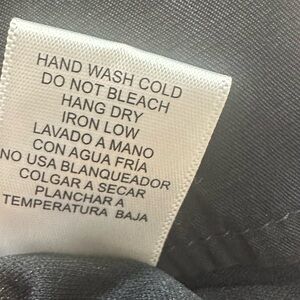 HAND WASH COLD
DO NOT BLEACH
HANG DRY
IRON LOW
LAVADO A MANO
CON AGUA FRÍA
NO USA BLANQUEADOR
COLGAR A SECAR
PLANCHAR A
TEMPERATURA BAJA